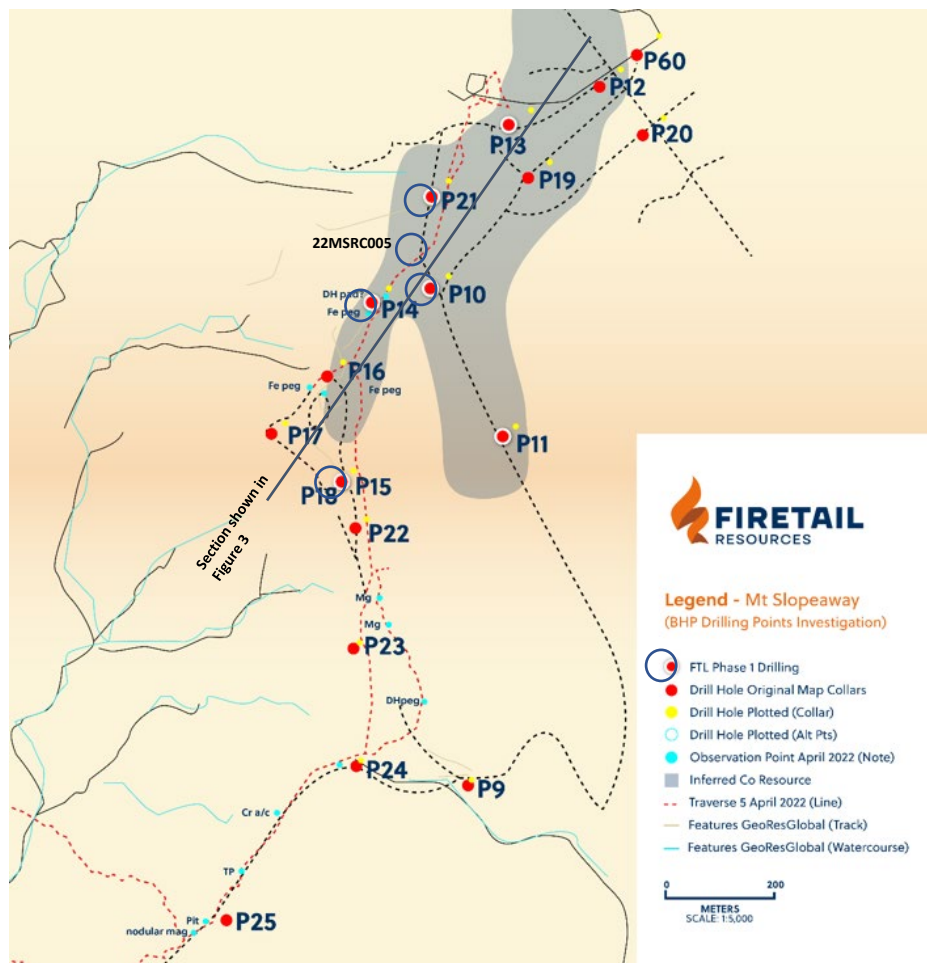 P60
P12
P13
P20
P19
P21
22MSRC005
P10
DH pad?
P14
Fe peg
P16
Fe peg
Fe peg
P17
P11
P18
P15
Section shown in
Figure 3
P22
Mg
Mg
P23
DHpeg
P24
P9
Cr a/c
TP
Pit
P25
nodular mag
FIRETAIL
RESOURCES
Legend - Mt Slopeaway
(BHP Drilling Points Investigation)
FTL Phase 1 Drilling
Drill Hole Original Map Collars
Drill Hole Plotted (Collar)
Drill Hole Plotted (Alt Pts)
Observation Point April 2022 (Note)
Inferred Co Resource
Traverse 5 April 2022 (Line)
Features GeoResGlobal (Track)
Features GeoResGlobal (Watercourse)
0 200
METERS
SCALE: 1:5,000